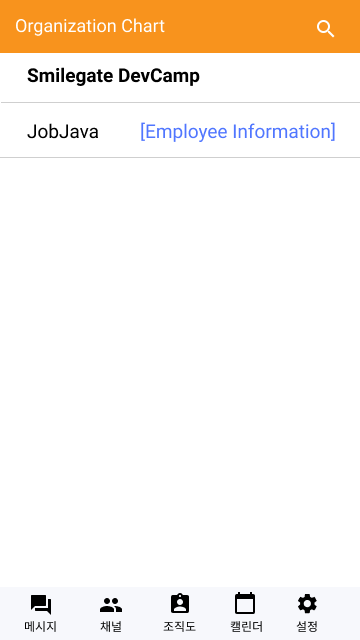 Organization Chart
Smilegate DevCamp
JobJava [Employee Information]
메시지 채널 조직도 캘린더 설정